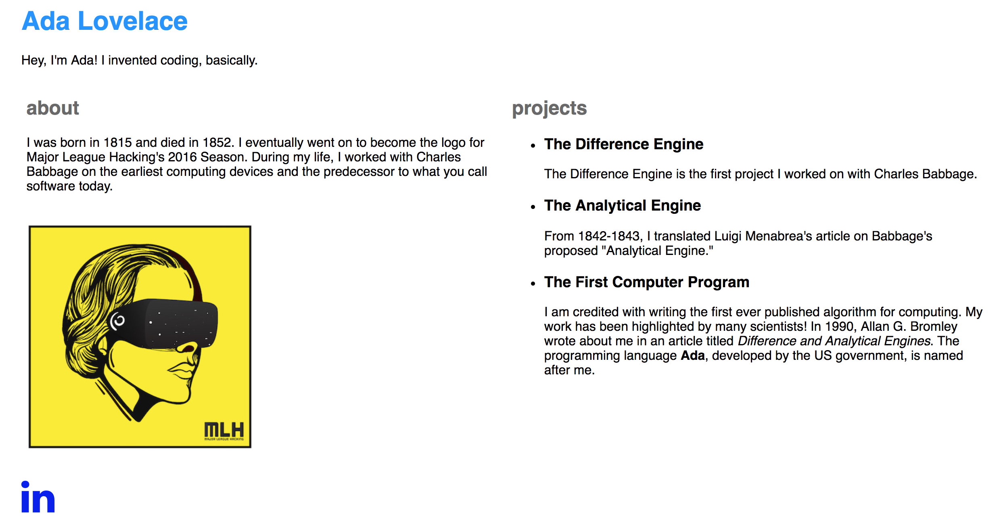 Ada Lovelace
Hey, I'm Ada! I invented coding, basically.
about
I was born in 1815 and died in 1852. I eventually went on to become the logo for
Major League Hacking's 2016 Season. During my life, I worked with Charles
Babbage on the earliest computing devices and the predecessor to what you call
software today.
MLH
MAJOR LEAGUE HACKING
in
projects
• The Difference Engine
The Difference Engine is the first project I worked on with Charles Babbage.
• The Analytical Engine
From 1842-1843, I translated Luigi Menabrea's article on Babbage's
proposed "Analytical Engine."
• The First Computer Program
I am credited with writing the first ever published algorithm for computing. My
work has been highlighted by many scientists! In 1990, Allan G. Bromley
wrote about me in an article titled Difference and Analytical Engines. The
programming language Ada, developed by the US government, is named
after me.